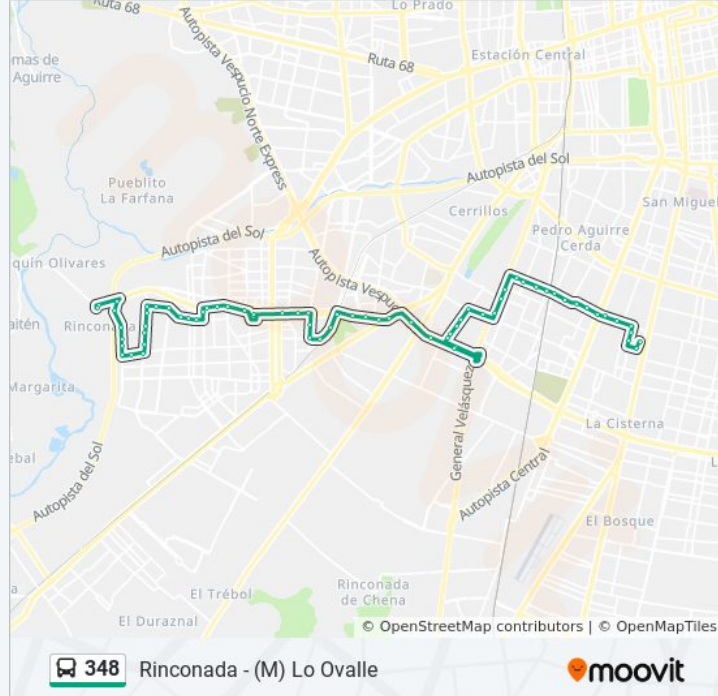 Lo Prado
Ruta 68
Autopista Vespucio Norte Express
Ruta 68
Estación Central
omas de
Aguirre
Autopista del Sol
Pueblito
La Farfana
San Miguel
Cerrillos
Pedro Aguirre
Cerda
Autopista del Sol
quín Olivares
Autopista Vespu
aitén
Rincona
Margarita
General Velásquez
La Cisterna
ebal
Autopista del Sol
Autopista Central
El Bosque
Rinconada
de Chena
El Trébol
El Duraznal
© OpenStreetMap contributors | © OpenMapTiles
348 Rinconada - (M) Lo Ovalle
moovit